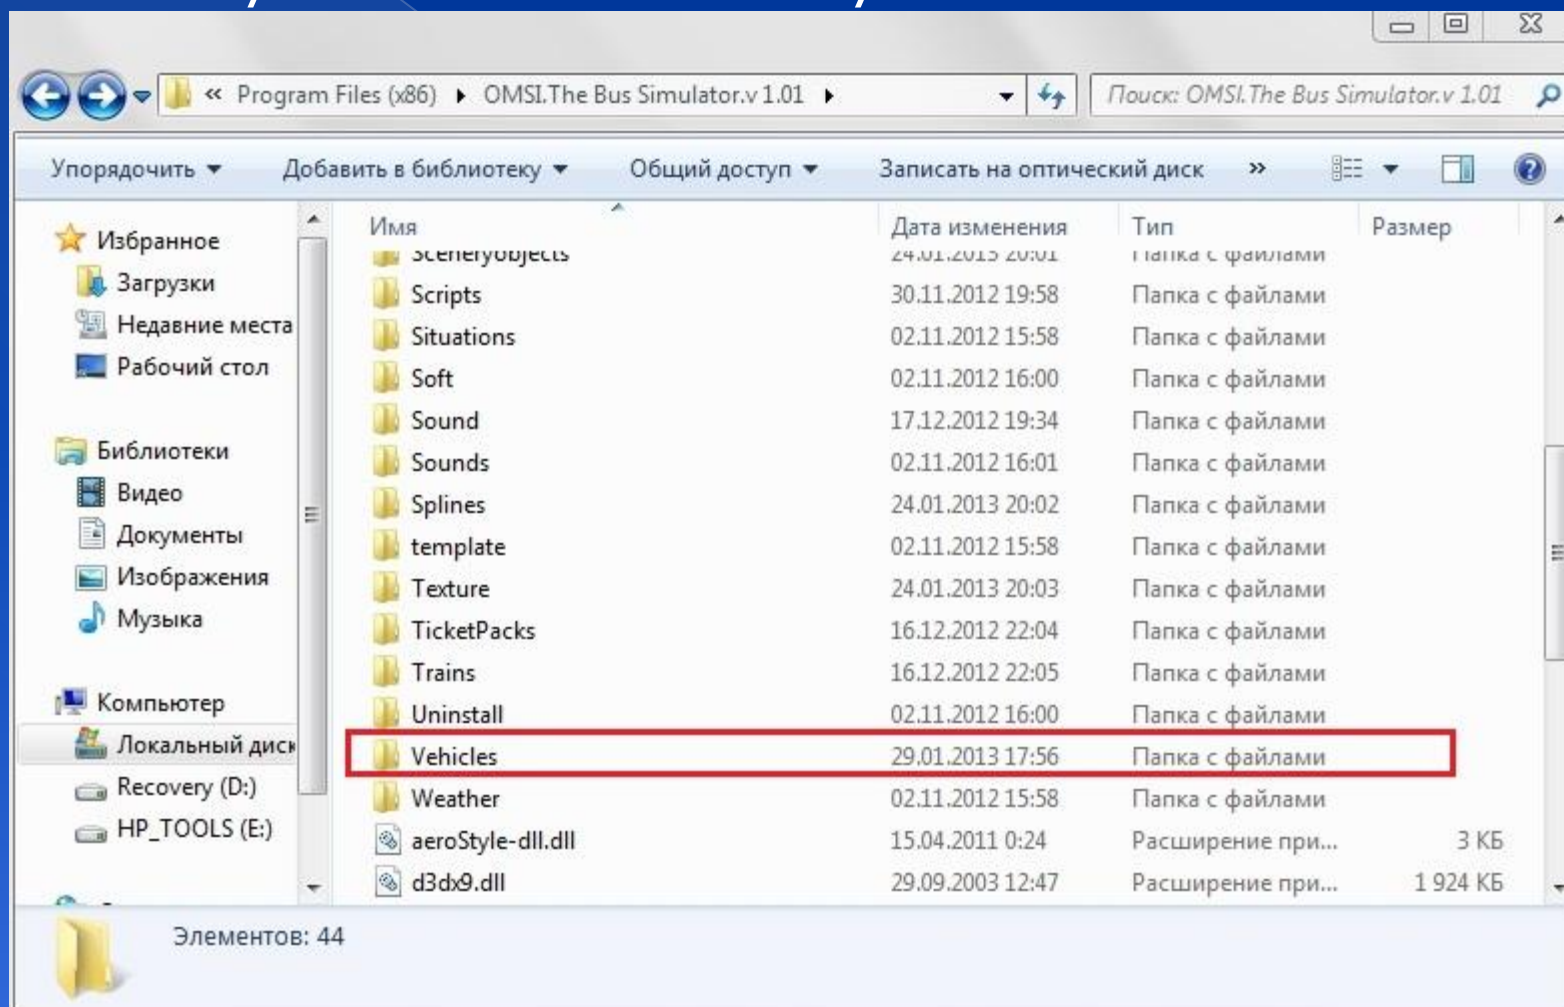 « Program Files (x86) ▸ OMSI.The Bus Simulator.v 1.01 ▸ Поиск: OMSI.The Bus Simulator.v 1.01
Упорядочить Добавить в библиотеку Общий доступ Записать на оптический диск »
Имя Дата изменения Тип Размер
Sceneryobjects 24.01.2013 20:01 Папка с файлами
Scripts 30.11.2012 19:58 Папка с файлами
Situations 02.11.2012 15:58 Папка с файлами
Soft 02.11.2012 16:00 Папка с файлами
Sound 17.12.2012 19:34 Папка с файлами
Sounds 02.11.2012 16:01 Папка с файлами
Splines 24.01.2013 20:02 Папка с файлами
template 02.11.2012 15:58 Папка с файлами
Texture 24.01.2013 20:03 Папка с файлами
TicketPacks 16.12.2012 22:04 Папка с файлами
Trains 16.12.2012 22:05 Папка с файлами
Uninstall 02.11.2012 16:00 Папка с файлами
Vehicles 29.01.2013 17:56 Папка с файлами
Weather 02.11.2012 15:58 Папка с файлами
aeroStyle-dll.dll 15.04.2011 0:24 Расширение при... 3 КБ
d3dx9.dll 29.09.2003 12:47 Расширение при... 1 924 КБ
Избранное
Загрузки
Недавние места
Рабочий стол
Библиотеки
Видео
Документы
Изображения
Музыка
Компьютер
Локальный диск
Recovery (D:)
HP_TOOLS (E:)
Элементов: 44